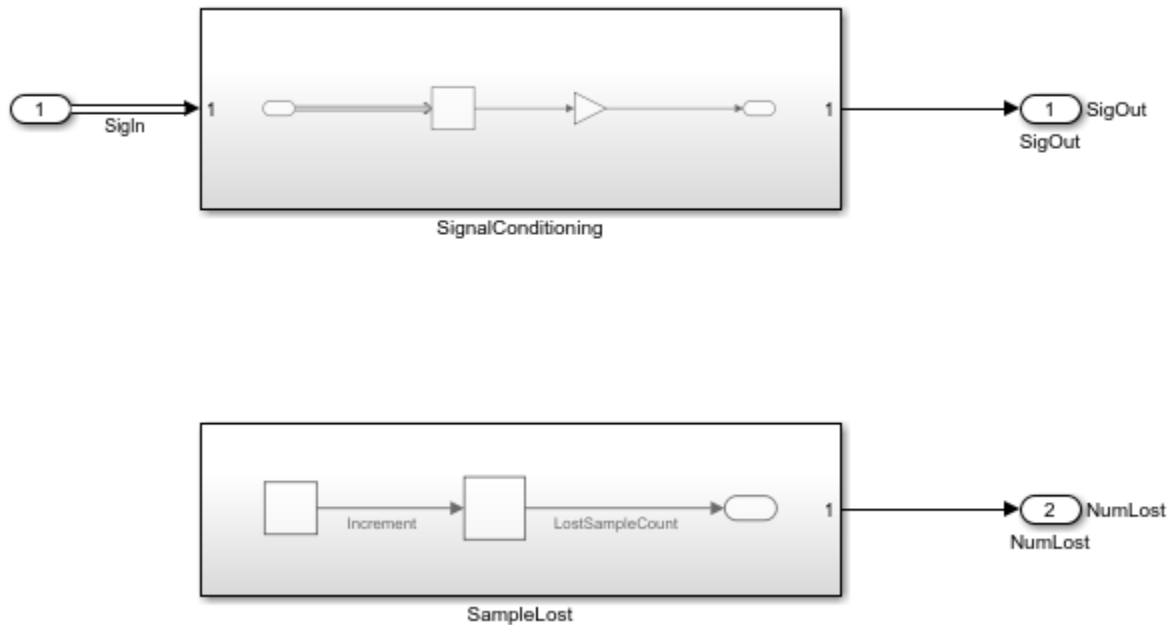 1
SigIn
1
1
1
SigOut
SigOut
SignalConditioning
Increment
LostSampleCount
1
2
NumLost
NumLost
SampleLost